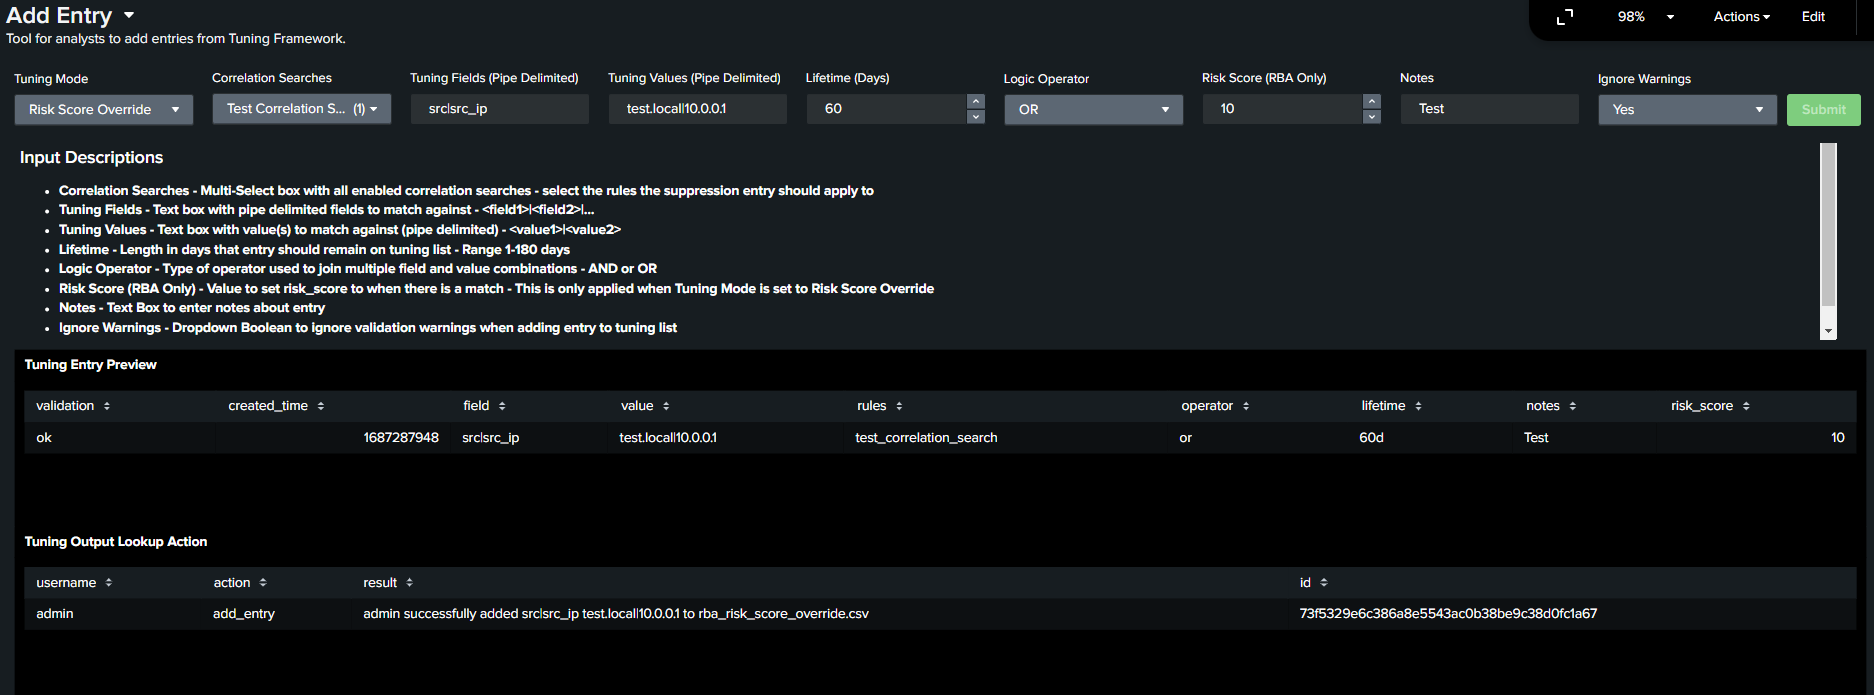 Add Entry
98% Actions Edit
Tool for analysts to add entries from Tuning Framework.
Tuning Mode Correlation Searches Tuning Fields (Pipe Delimited) Tuning Values (Pipe Delimited) Lifetime (Days) Logic Operator Risk Score (RBA Only) Notes Ignore Warnings
Risk Score Override Test Correlation S... (1) src|src_ip test.local|10.0.0.1 60 OR 10 Test Yes Submit
Input Descriptions
• Correlation Searches - Multi-Select box with all enabled correlation searches - select the rules the suppression entry should apply to
• Tuning Fields - Text box with pipe delimited fields to match against - <field1>|<field2>|...
• Tuning Values - Text box with value(s) to match against (pipe delimited) - <value1>|<value2>
• Lifetime - Length in days that entry should remain on tuning list - Range 1-180 days
• Logic Operator - Type of operator used to join multiple field and value combinations - AND or OR
• Risk Score (RBA Only) - Value to set risk_score to when there is a match - This is only applied when Tuning Mode is set to Risk Score Override
• Notes - Text Box to enter notes about entry
• Ignore Warnings - Dropdown Boolean to ignore validation warnings when adding entry to tuning list
Tuning Entry Preview
validation created_time field value rules operator lifetime notes risk_score
ok 1687287948 src|src_ip test.local|10.0.0.1 test_correlation_search or 60d Test 10
Tuning Output Lookup Action
username action result id
admin add_entry admin successfully added src|src_ip test.local|10.0.0.1 to rba_risk_score_override.csv 73f5329e6c386a8e5543ac0b38be9c38d0fc1a67